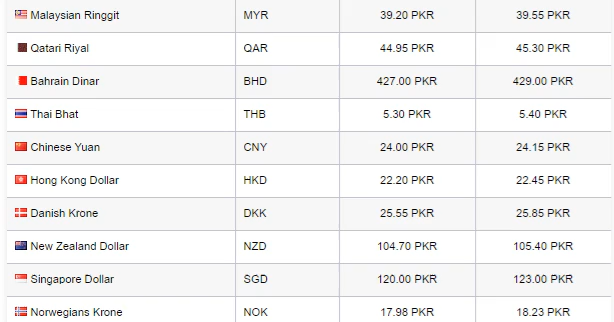 Malaysian Ringgit MYR 39.20 PKR 39.55 PKR
Qatari Riyal QAR 44.95 PKR 45.30 PKR
Bahrain Dinar BHD 427.00 PKR 429.00 PKR
Thai Bhat THB 5.30 PKR 5.40 PKR
Chinese Yuan CNY 24.00 PKR 24.15 PKR
Hong Kong Dollar HKD 22.20 PKR 22.45 PKR
Danish Krone DKK 25.55 PKR 25.85 PKR
New Zealand Dollar NZD 104.70 PKR 105.40 PKR
Singapore Dollar SGD 120.00 PKR 123.00 PKR
Norwegians Krone NOK 17.98 PKR 18.23 PKR